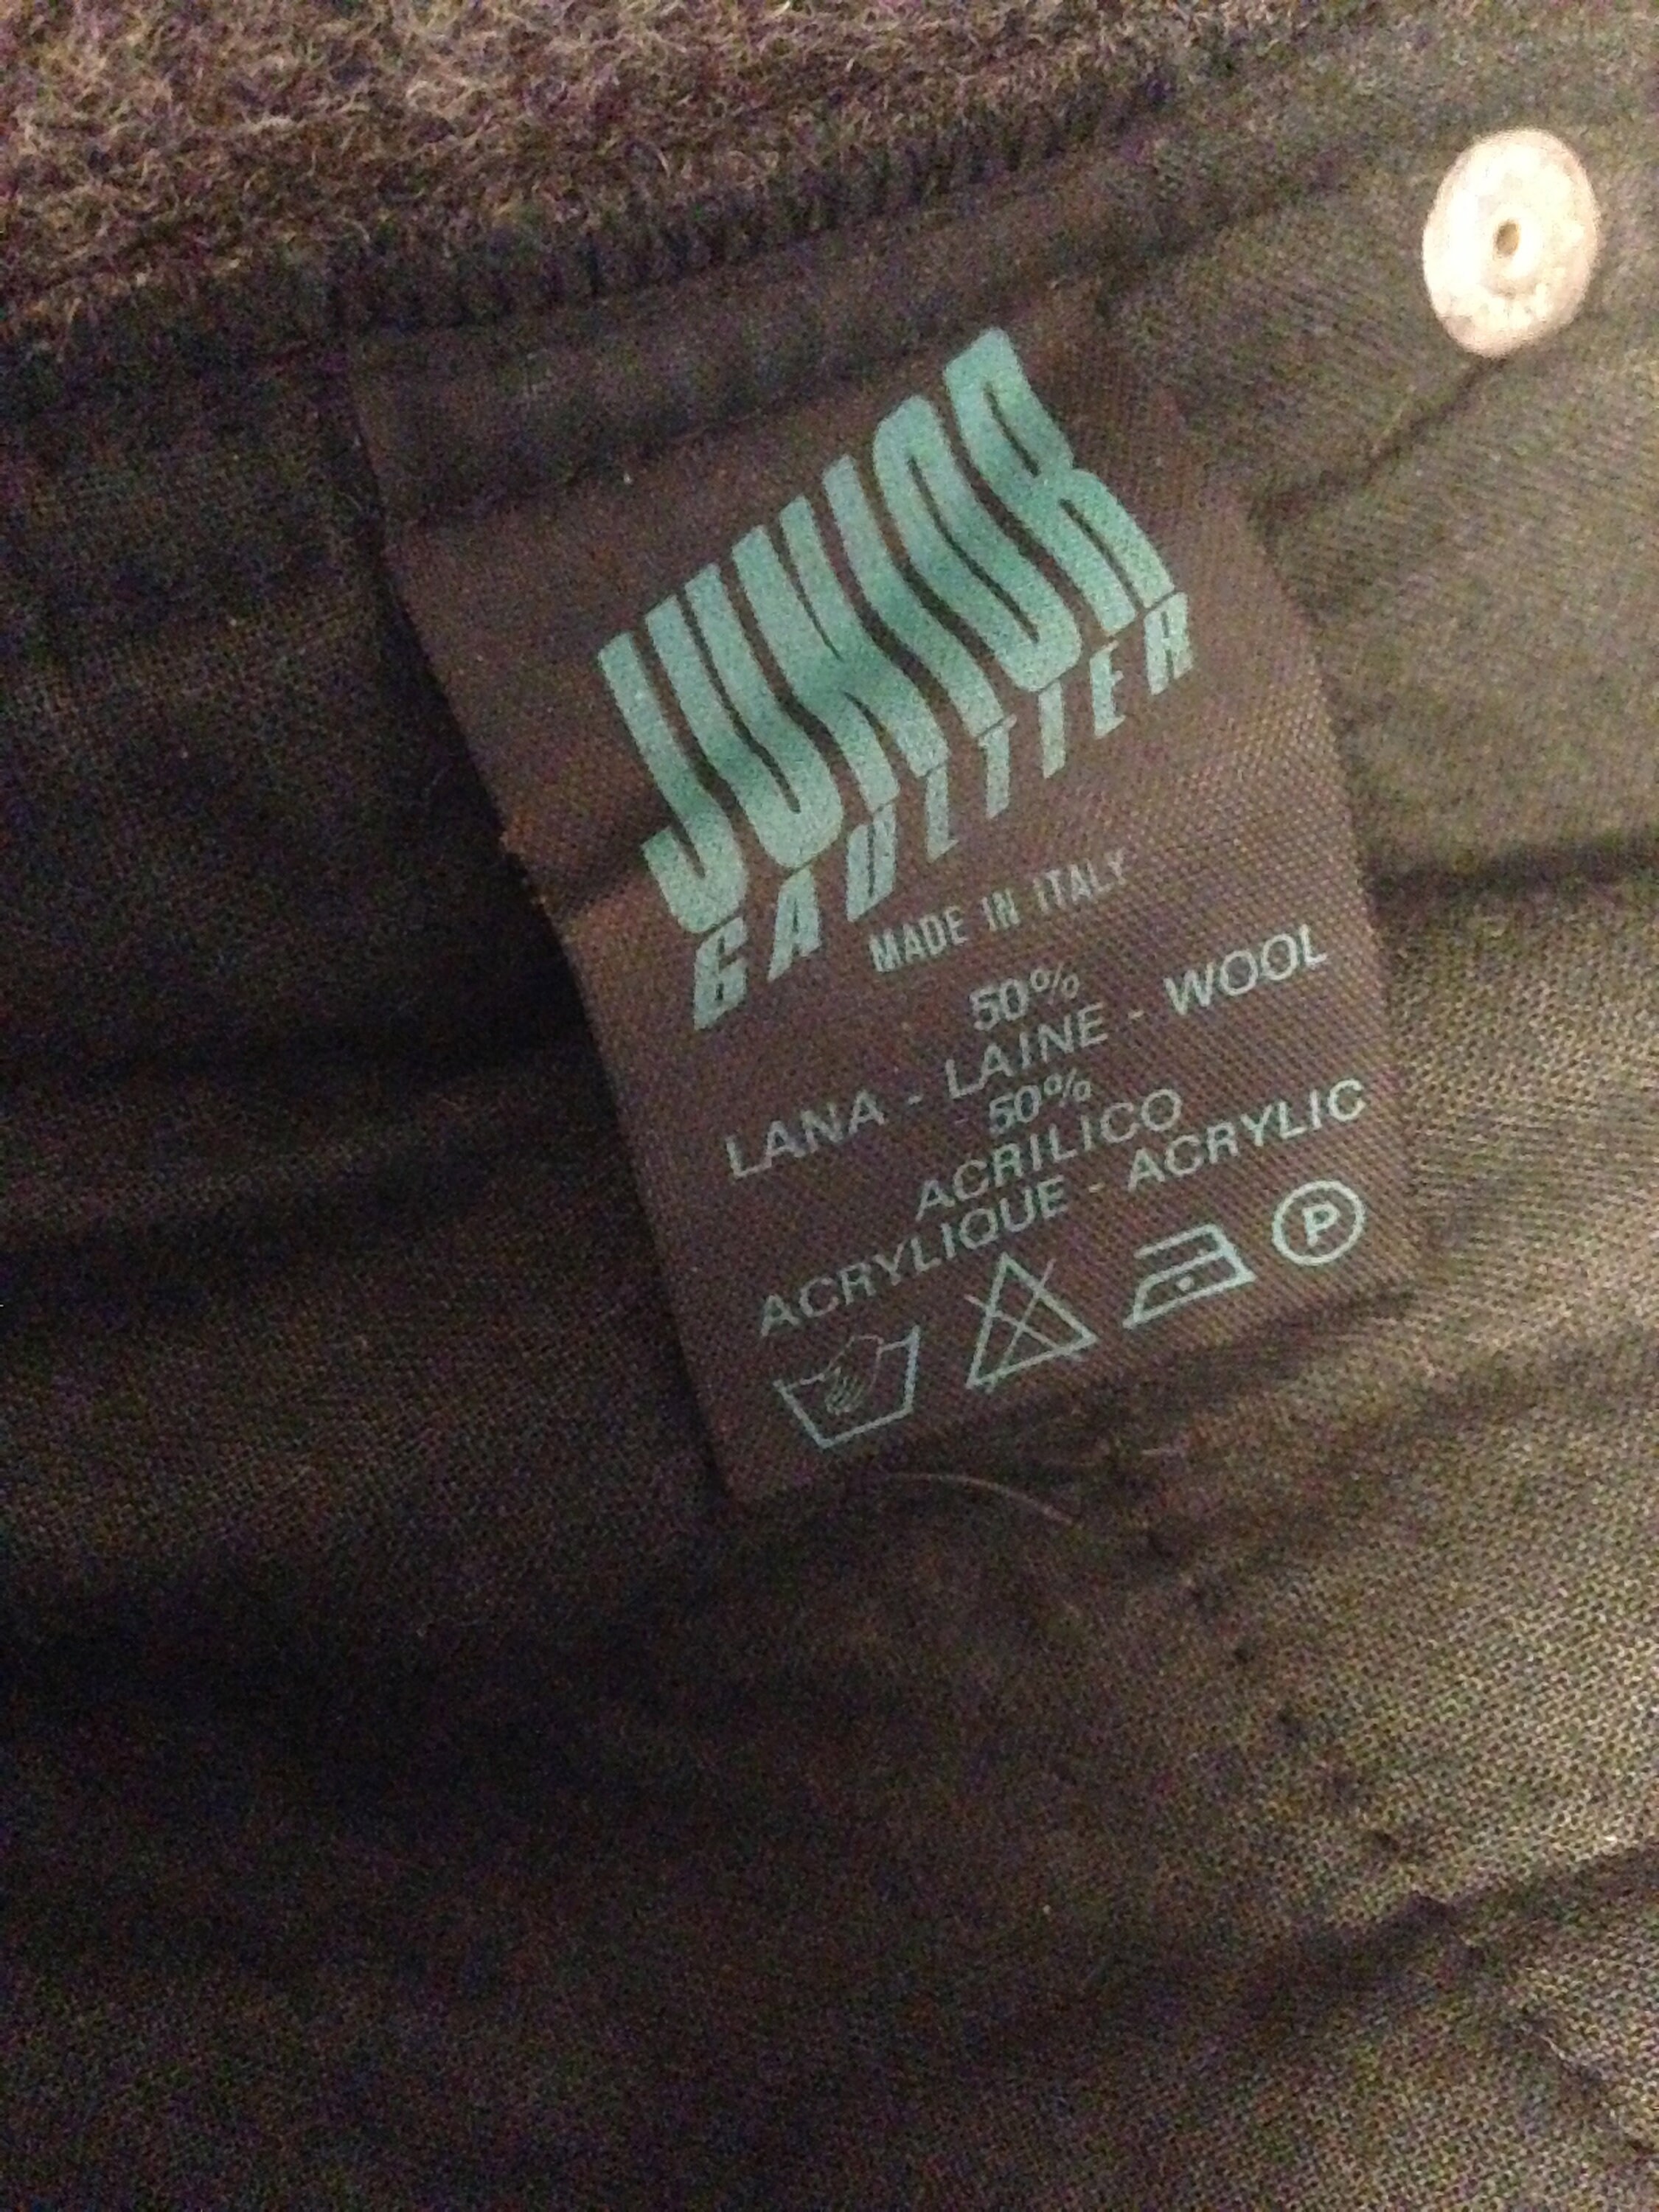 JUNIOR
GAULTIER
MADE IN ITALY
50%
LANA - LAINE - WOOL
50%
ACRILICO
ACRYLIQUE - ACRYLIC
P